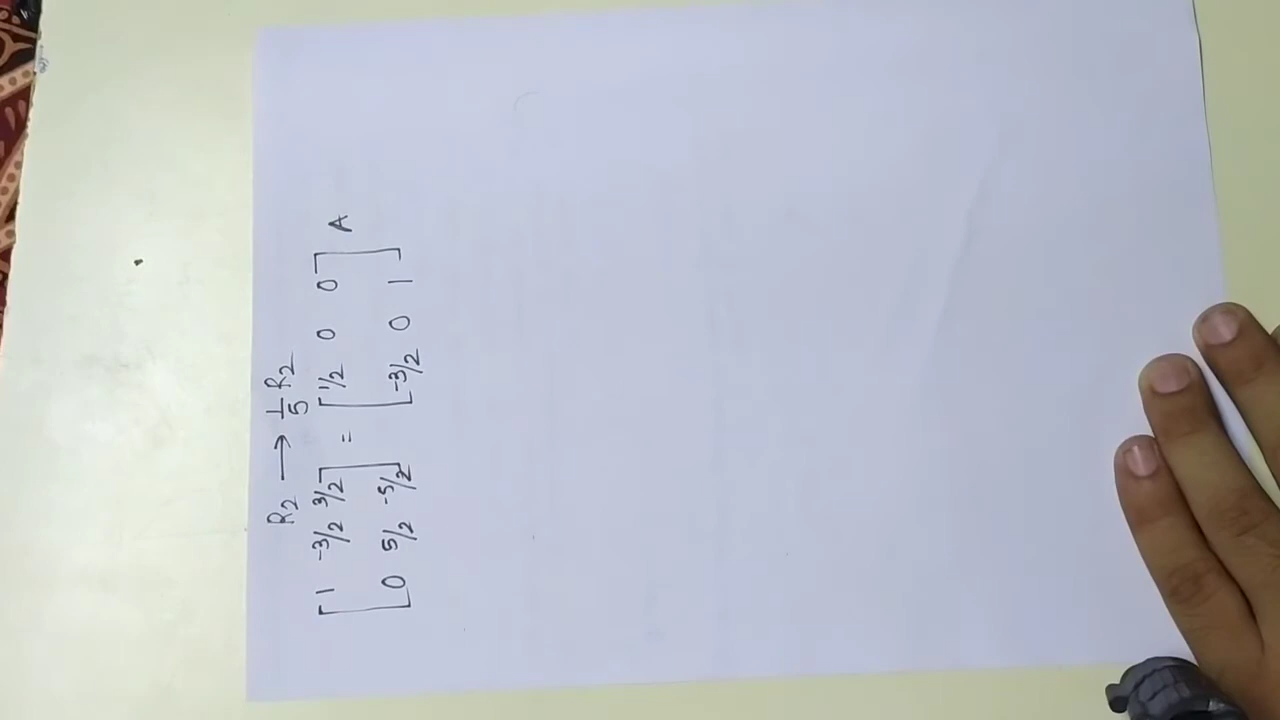 R₂ → 1/5 R₂
[1 -3/2 3/2] = [1/2 0 0] A
[0 5/2 -5/2] [-3/2 0 1]